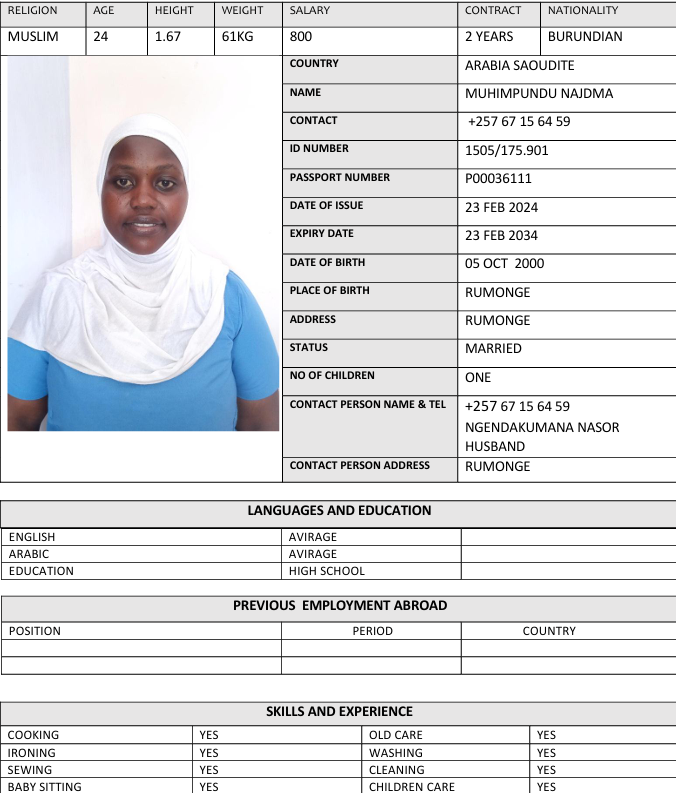 RELIGION AGE HEIGHT WEIGHT SALARY CONTRACT NATIONALITY
MUSLIM 24 1.67 61KG 800 2 YEARS BURUNDIAN
COUNTRY ARABIA SAOUDITE
NAME MUHIMPUNDU NAJDMA
CONTACT +257 67 15 64 59
ID NUMBER 1505/175.901
PASSPORT NUMBER P00036111
DATE OF ISSUE 23 FEB 2024
EXPIRY DATE 23 FEB 2034
DATE OF BIRTH 05 OCT 2000
PLACE OF BIRTH RUMONGE
ADDRESS RUMONGE
STATUS MARRIED
NO OF CHILDREN ONE
CONTACT PERSON NAME & TEL +257 67 15 64 59
NGENDAKUMANA NASOR
HUSBAND
CONTACT PERSON ADDRESS RUMONGE
LANGUAGES AND EDUCATION
ENGLISH AVIRAGE
ARABIC AVIRAGE
EDUCATION HIGH SCHOOL
PREVIOUS EMPLOYMENT ABROAD
POSITION PERIOD COUNTRY
SKILLS AND EXPERIENCE
COOKING YES OLD CARE YES
IRONING YES WASHING YES
SEWING YES CLEANING YES
BABY SITTING YES CHILDREN CARE YES